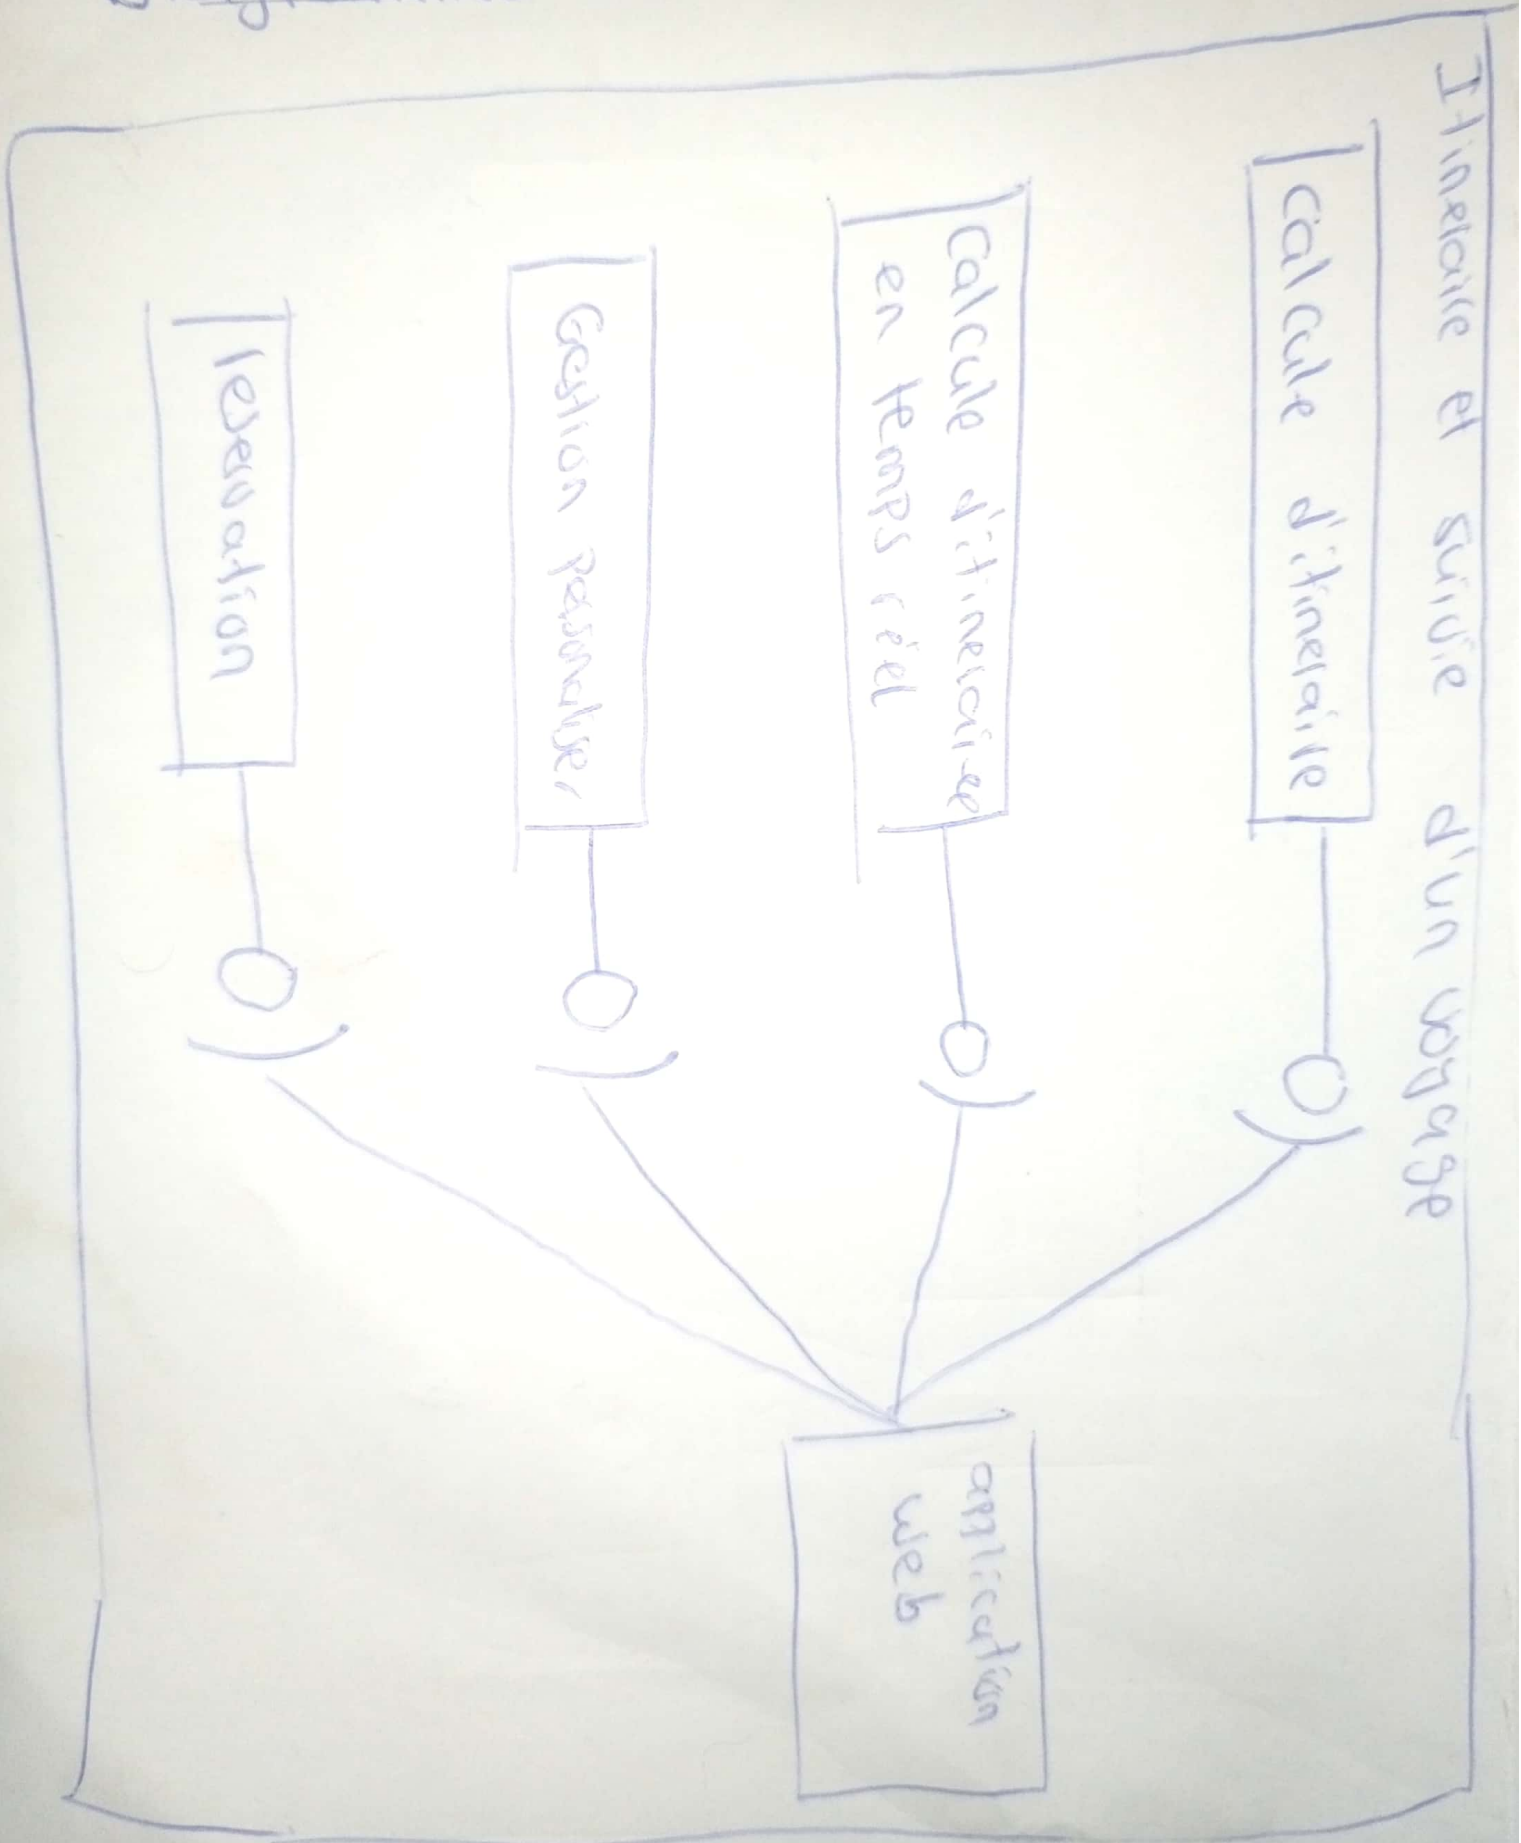 Itineraire et suivie d'un voyage
Calcule d'itineraire
Calcule d'itineraire
en temps réel
Gestion personaliser
reservation
application
web